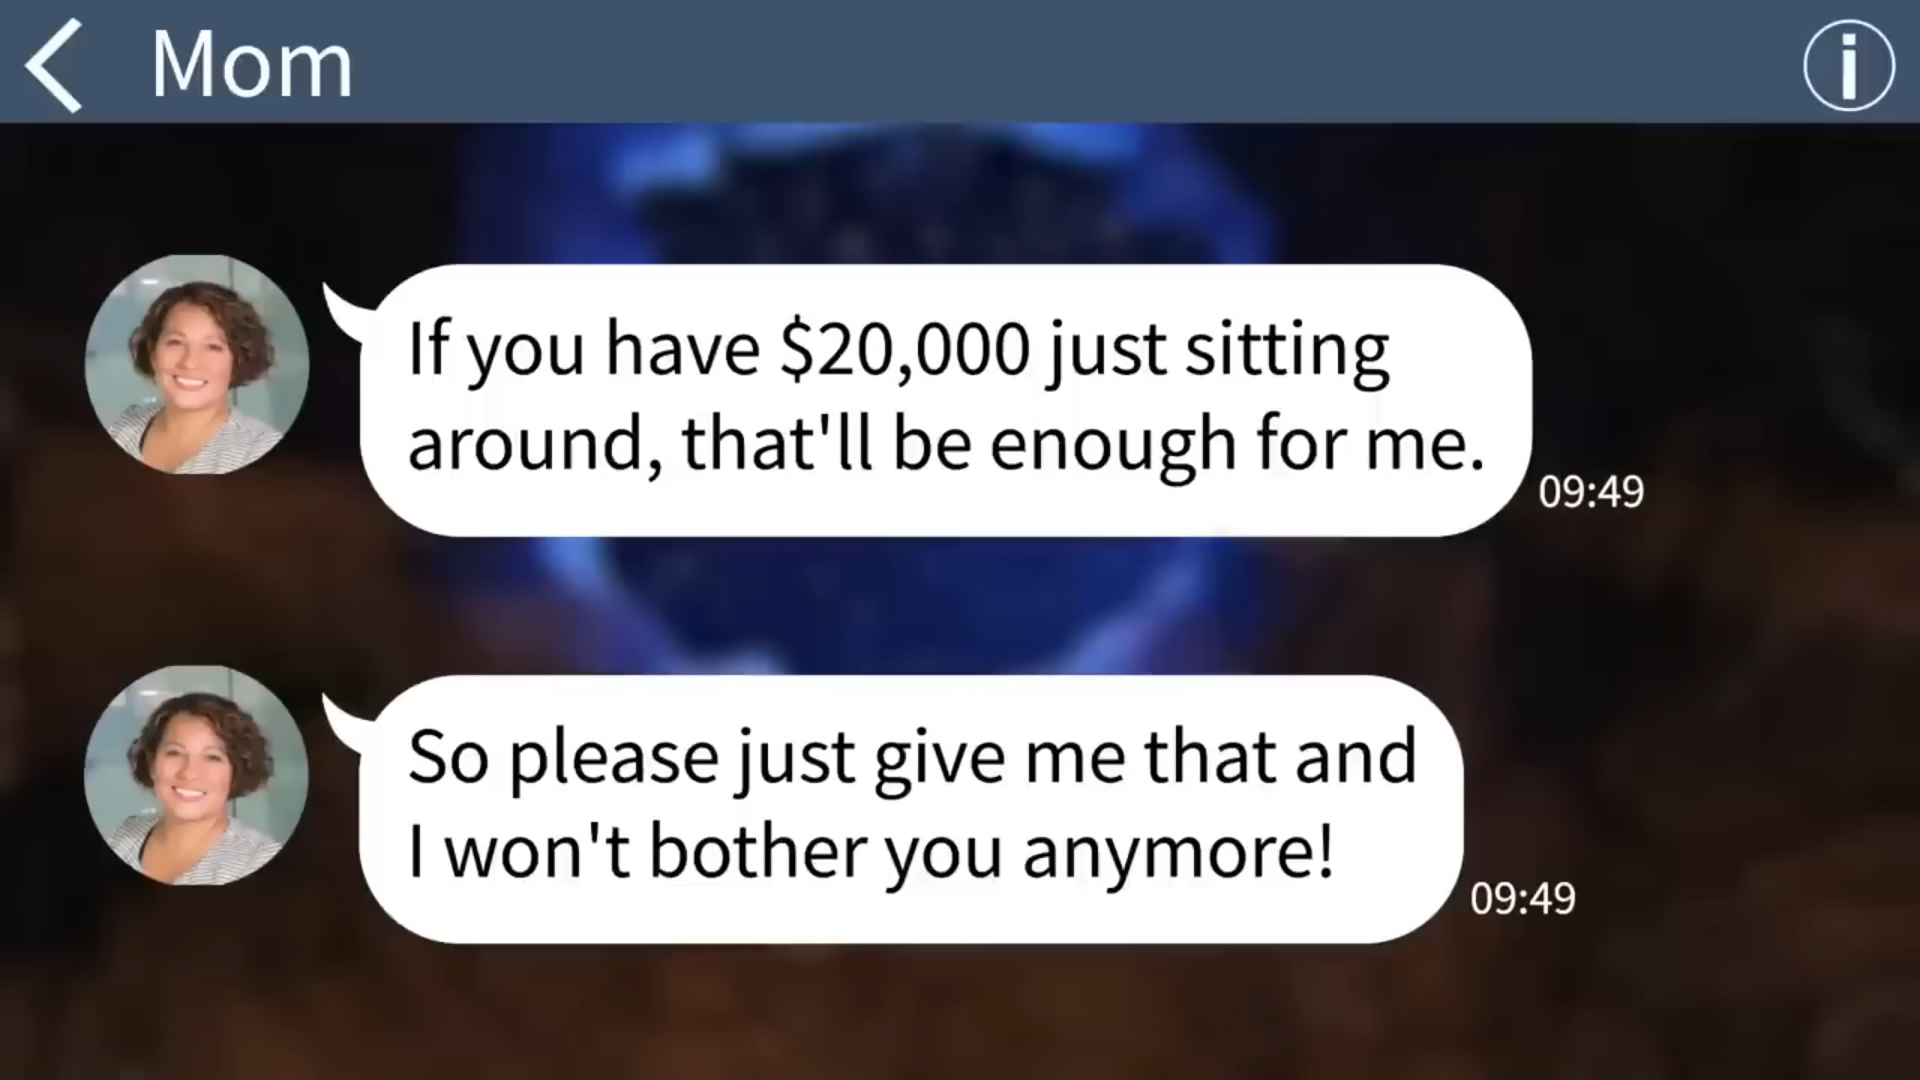 Mom
i
If you have $20,000 just sitting
around, that'll be enough for me.
09:49
So please just give me that and
I won't bother you anymore!
09:49